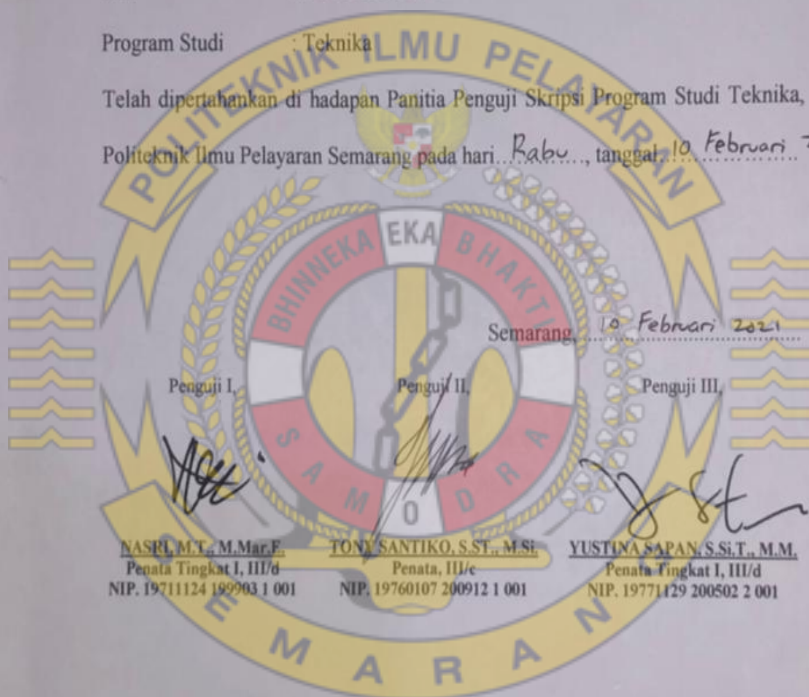 Program Studi : Teknika
Telah dipertahankan di hadapan Panitia Penguji Skripsi Program Studi Teknika,
Politeknik Ilmu Pelayaran Semarang pada hari...Rabu..., tanggal..10 Februari
Semarang, ...10 Februari 2021
Penguji I, Penguji II, Penguji III,
NASRI, M.T., M.Mar.E. TONY SANTIKO, S.ST., M.Si. YUSTINA SAPAN, S.Si.T., M.M.
Penata Tingkat I, III/d Penata, III/c Penata Tingkat I, III/d
NIP. 19711124 199903 1 001 NIP. 19760107 200912 1 001 NIP. 19771129 200502 2 001
POLITEKNIK ILMU PELAYARAN
BHINNEKA EKA BHAKTI
SAMODRA
SEMARANG